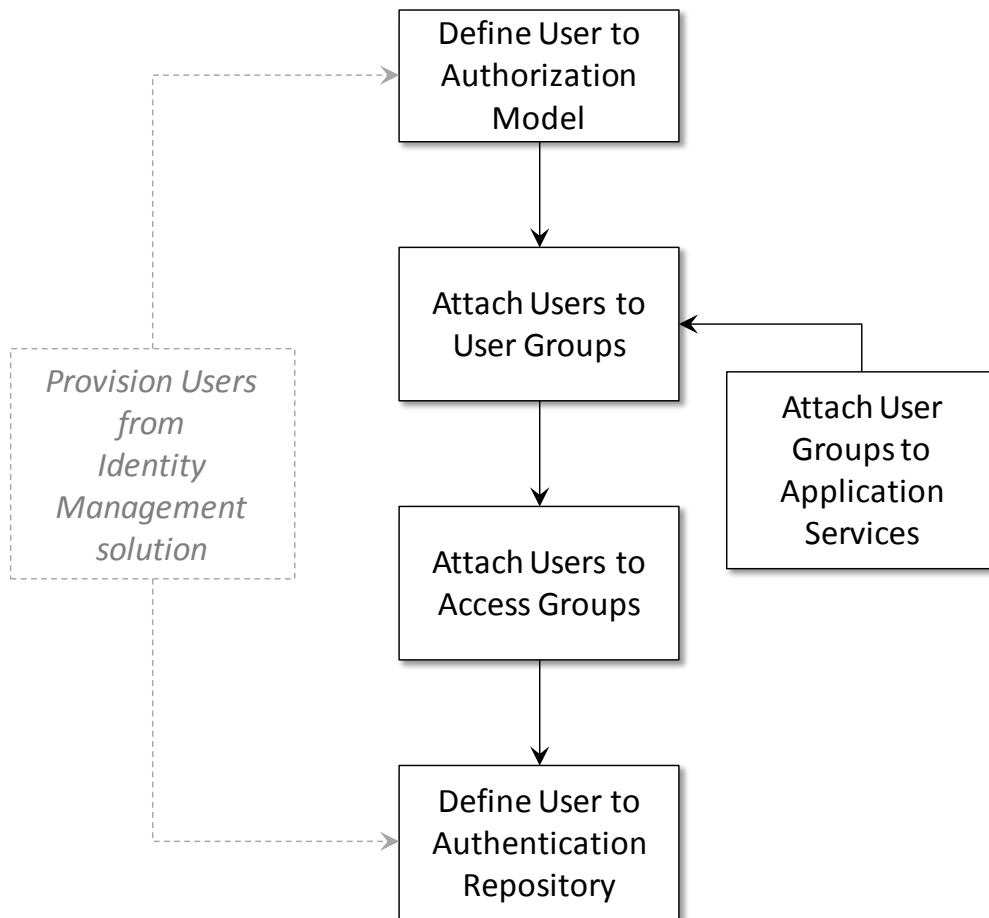 Define User to
Authorization
Model
Attach Users to
User Groups
Provision Users
from
Identity
Management
solution
Attach User
Groups to
Application
Services
Attach Users to
Access Groups
Define User to
Authentication
Repository